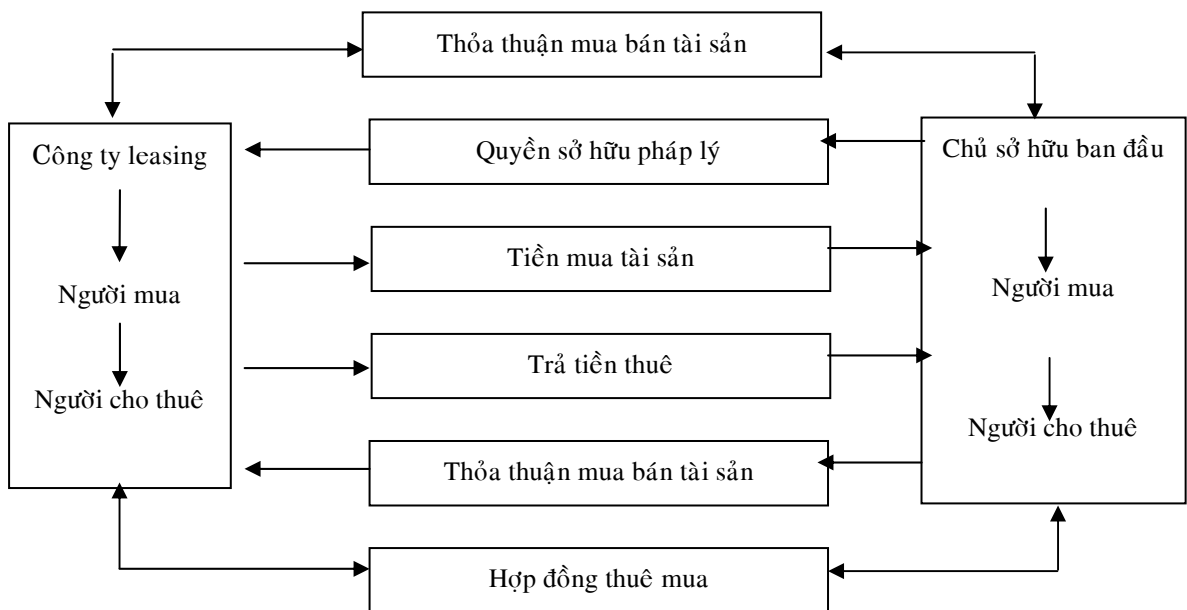 Thỏa thuận mua bán tài sản
Công ty leasing
Quyền sở hữu pháp lý
Chủ sở hữu ban đầu
Tiền mua tài sản
Người mua
Người mua
Trả tiền thuê
Người cho thuê
Người cho thuê
Thỏa thuận mua bán tài sản
Hợp đồng thuê mua